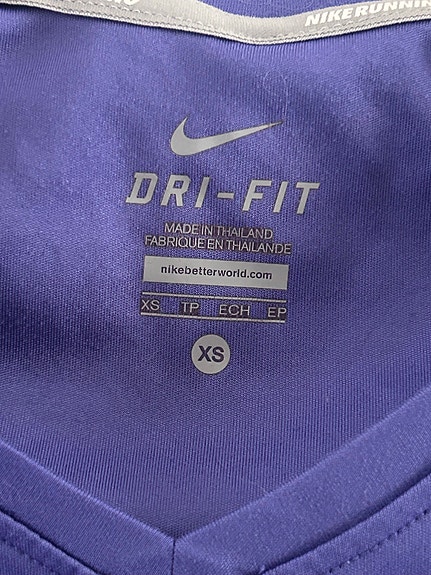 NIKE RUNNING
DRI-FIT
MADE IN THAILAND
FABRIQUE EN THAILANDE
nikebetterworld.com
XS TP ECH EP
XS